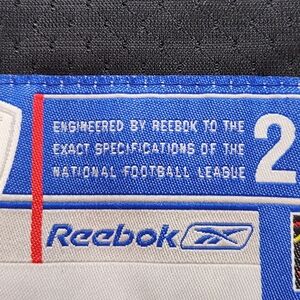 ENGINEERED BY REEBOK TO THE
EXACT SPECIFICATIONS OF THE
NATIONAL FOOTBALL LEAGUE
2
Reebok